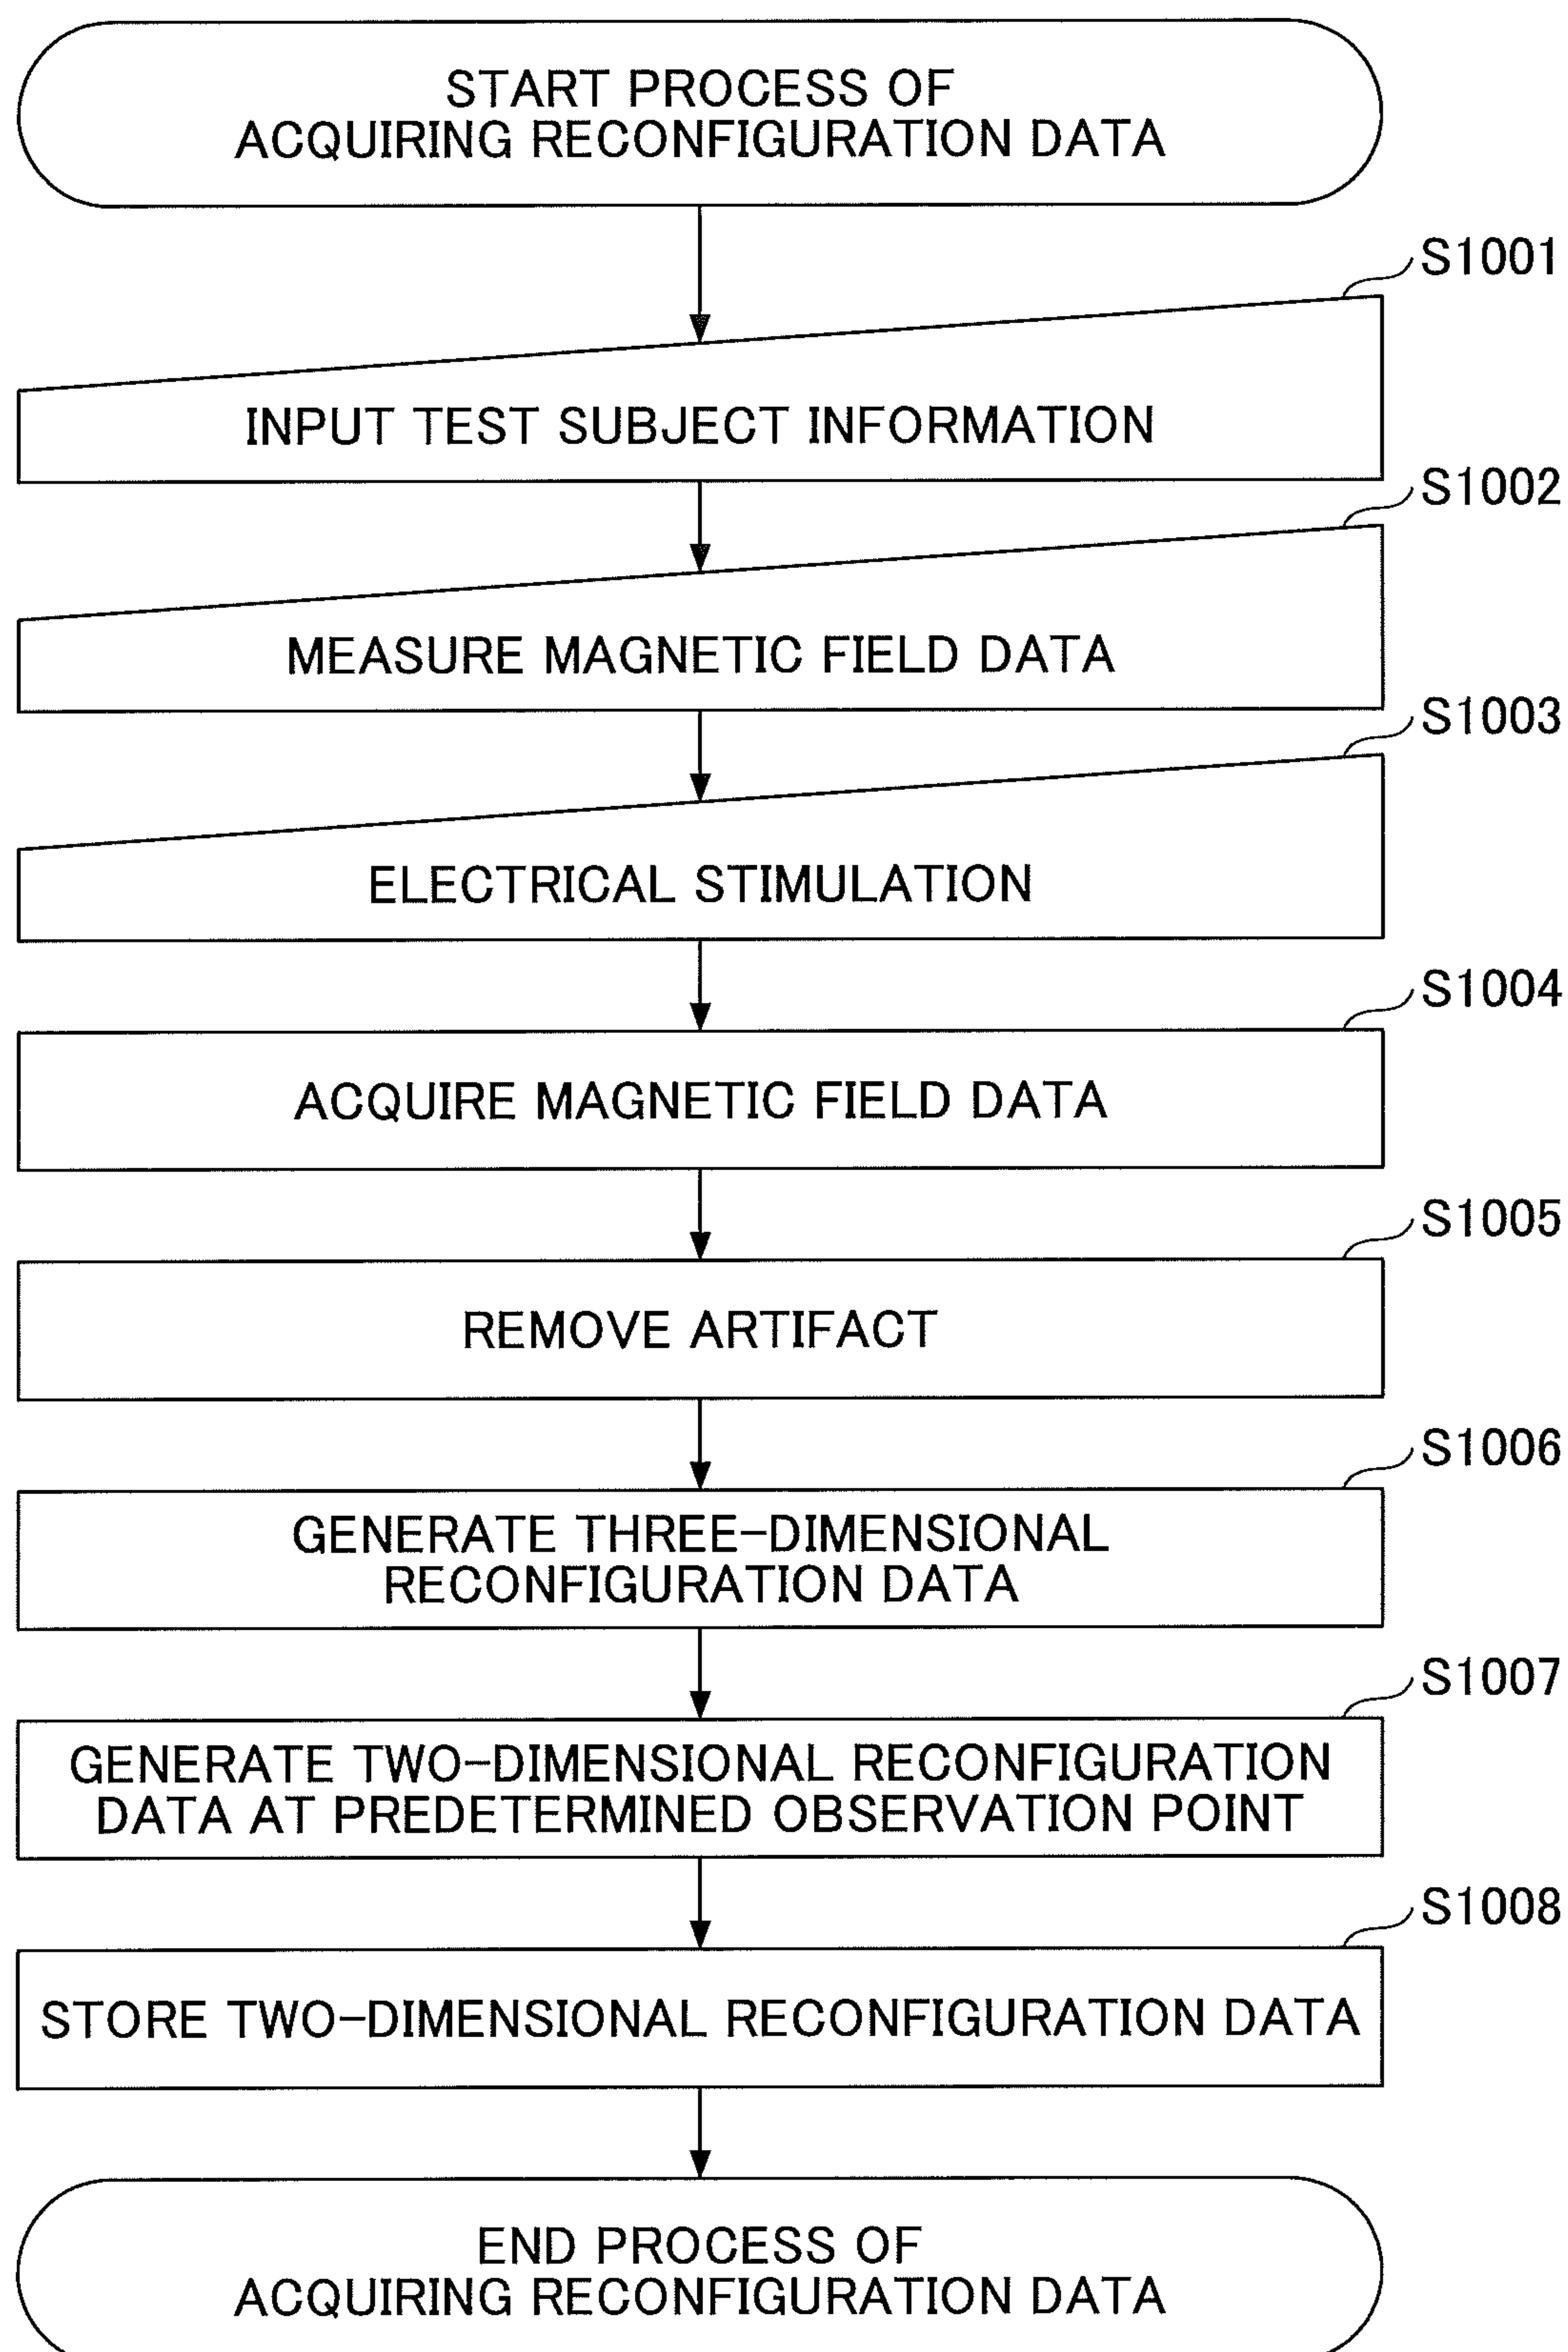 START PROCESS OF
ACQUIRING RECONFIGURATION DATA
S1001
INPUT TEST SUBJECT INFORMATION
S1002
MEASURE MAGNETIC FIELD DATA
S1003
ELECTRICAL STIMULATION
S1004
ACQUIRE MAGNETIC FIELD DATA
S1005
REMOVE ARTIFACT
S1006
GENERATE THREE-DIMENSIONAL
RECONFIGURATION DATA
S1007
GENERATE TWO-DIMENSIONAL RECONFIGURATION
DATA AT PREDETERMINED OBSERVATION POINT
S1008
STORE TWO-DIMENSIONAL RECONFIGURATION DATA
END PROCESS OF
ACQUIRING RECONFIGURATION DATA